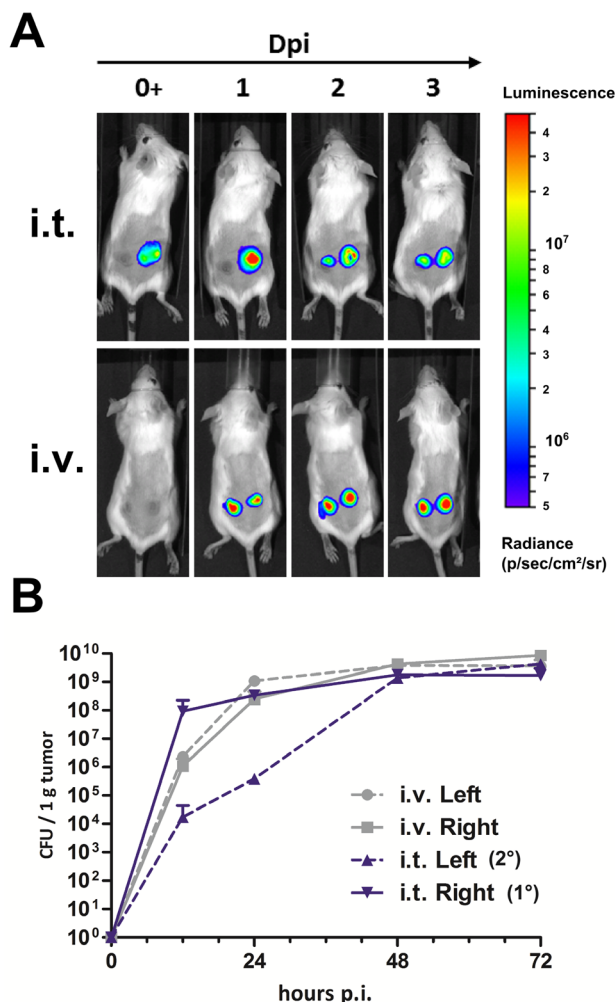 A
Dpi
0+ 1 2 3
Luminescence
i.t.
i.v.
4
3
2
10⁷
8
6
4
2
10⁶
8
7
6
5
Radiance
(p/sec/cm²/sr)
B
CFU / 1 g tumor
10¹⁰
10⁹
10⁸
10⁷
10⁶
10⁵
10⁴
10³
10²
10¹
10⁰
i.v. Left
i.v. Right
i.t. Left (2°)
i.t. Right (1°)
0 24 48 72
hours p.i.